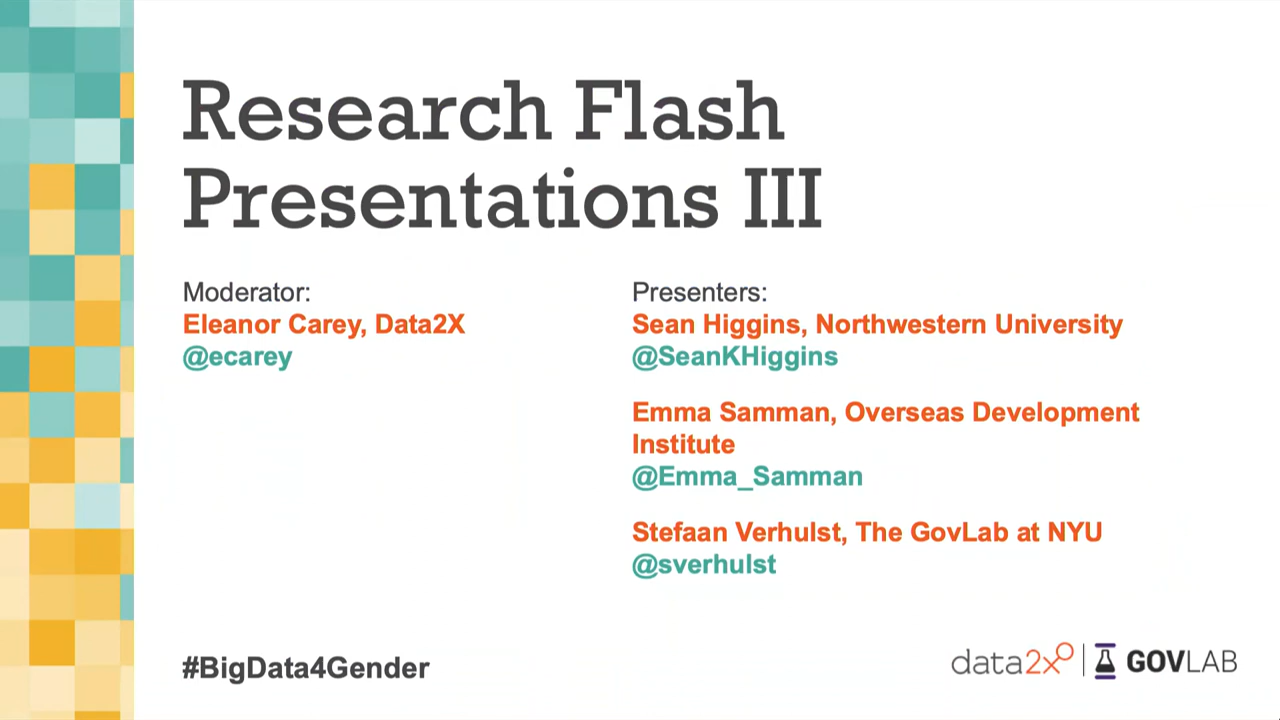 Research Flash
Presentations III
Moderator:
Eleanor Carey, Data2X
@ecarey
Presenters:
Sean Higgins, Northwestern University
@SeanKHiggins
Emma Samman, Overseas Development
Institute
@Emma_Samman
Stefaan Verhulst, The GovLab at NYU
@sverhulst
#BigData4Gender
data2x
GOVLAB